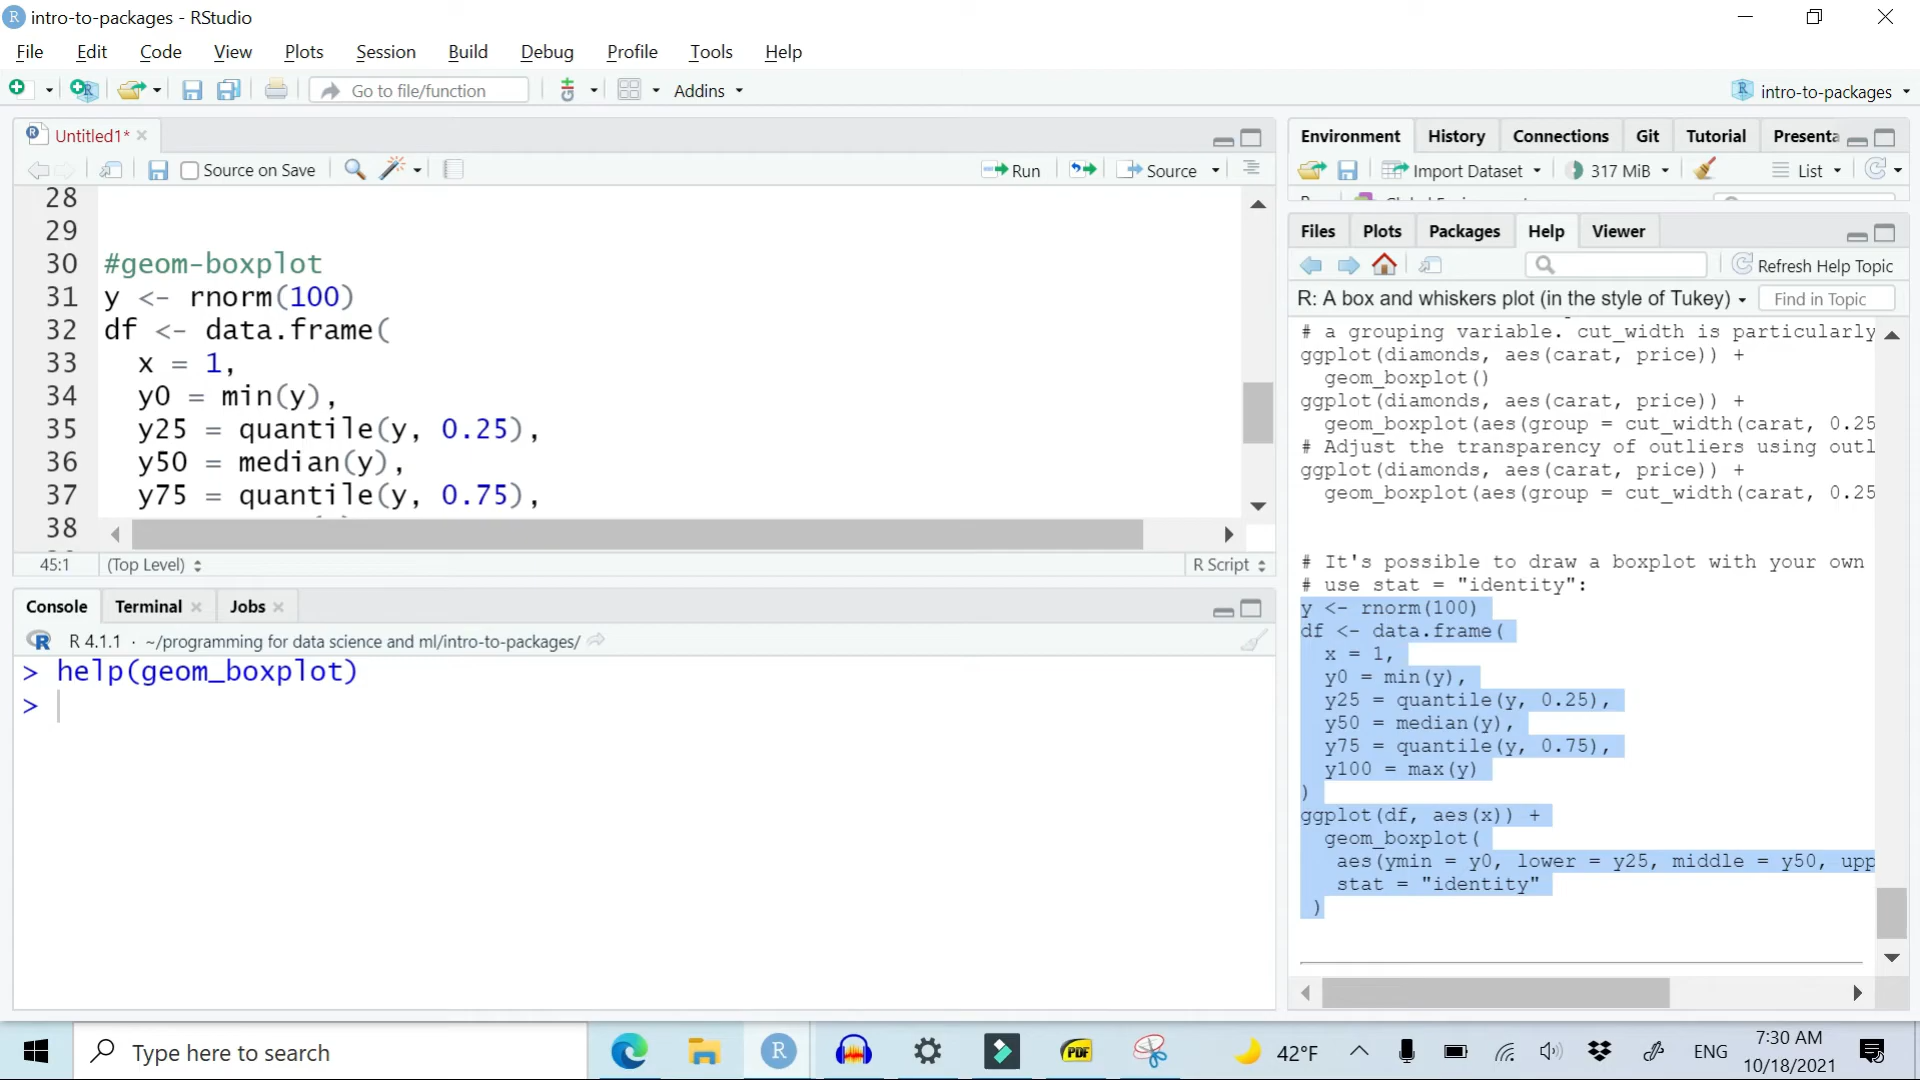 intro-to-packages - RStudio
File Edit Code View Plots Session Build Debug Profile Tools Help
Go to file/function Addins intro-to-packages
Untitled1*
Source on Save Run Source
28
29
30 #geom-boxplot
31 y <- rnorm(100)
32 df <- data.frame(
33 x = 1,
34 y0 = min(y),
35 y25 = quantile(y, 0.25),
36 y50 = median(y),
37 y75 = quantile(y, 0.75),
38
45:1 (Top Level) R Script
Console Terminal Jobs
R 4.1.1 · ~/programming for data science and ml/intro-to-packages/
> help(geom_boxplot)
>
Environment History Connections Git Tutorial Presenta
Import Dataset 317 MiB List
Files Plots Packages Help Viewer
Refresh Help Topic
R: A box and whiskers plot (in the style of Tukey) Find in Topic
# a grouping variable. cut_width is particularly
ggplot(diamonds, aes(carat, price)) +
geom_boxplot()
ggplot(diamonds, aes(carat, price)) +
geom_boxplot(aes(group = cut_width(carat, 0.25
# Adjust the transparency of outliers using outl
ggplot(diamonds, aes(carat, price)) +
geom_boxplot(aes(group = cut_width(carat, 0.25
# It's possible to draw a boxplot with your own
# use stat = "identity":
y <- rnorm(100)
df <- data.frame(
x = 1,
y0 = min(y),
y25 = quantile(y, 0.25),
y50 = median(y),
y75 = quantile(y, 0.75),
y100 = max(y)
)
ggplot(df, aes(x)) +
geom_boxplot(
aes(ymin = y0, lower = y25, middle = y50, upp
stat = "identity"
)
Type here to search
PDF
42°F ENG 7:30 AM
10/18/2021